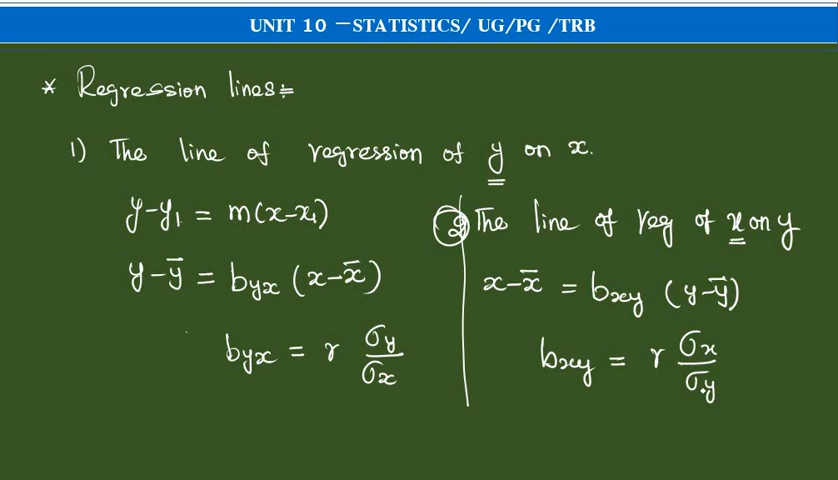 UNIT 10 —STATISTICS/ UG/PG /TRB
* Regression lines:=
1) The line of regression of y on x.
y-y₁ = m(x-x₁)
y-ȳ = byx (x-x̄)
byx = r σy/σx
② The line of reg of x on y
x-x̄ = bxy (y-ȳ)
bxy = r σx/σy